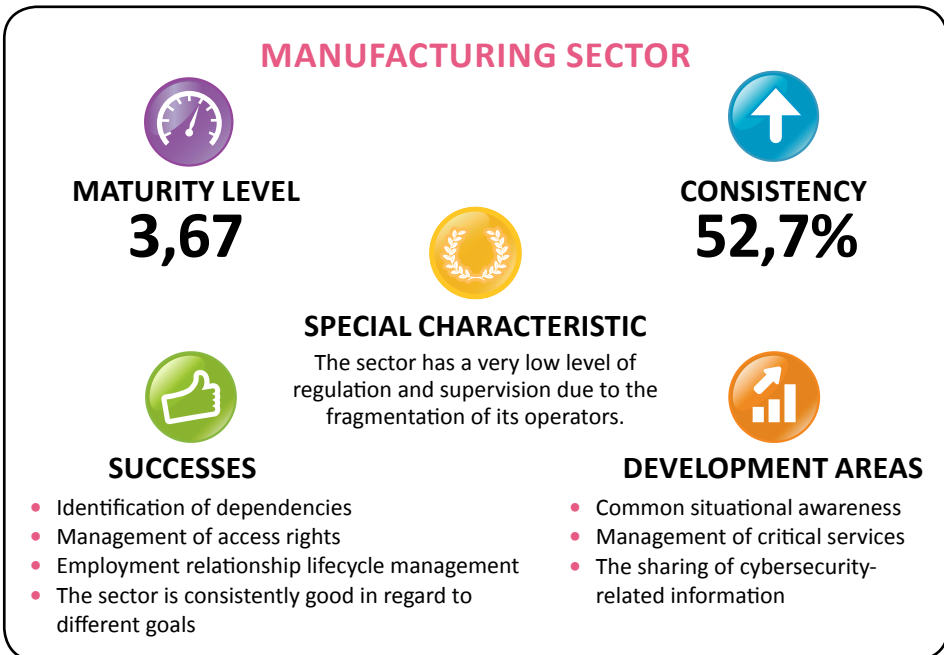 MANUFACTURING SECTOR
MATURITY LEVEL
3,67
CONSISTENCY
52,7%
SPECIAL CHARACTERISTIC
The sector has a very low level of
regulation and supervision due to the
fragmentation of its operators.
SUCCESSES
• Identification of dependencies
• Management of access rights
• Employment relationship lifecycle management
• The sector is consistently good in regard to
different goals
DEVELOPMENT AREAS
• Common situational awareness
• Management of critical services
• The sharing of cybersecurity-
related information